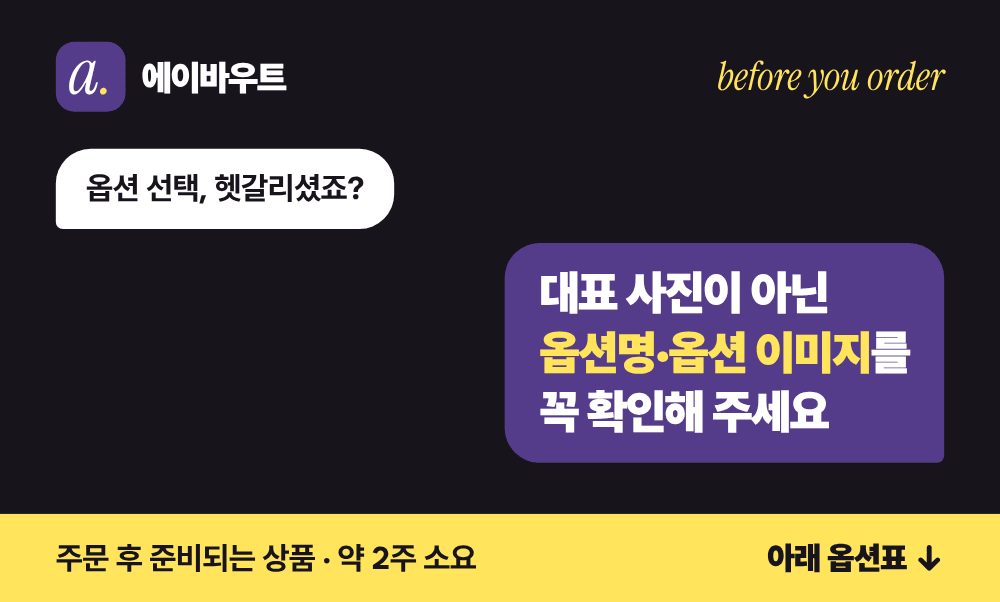 a. 에이바우트
before you order
옵션 선택, 헷갈리셨죠?
대표 사진이 아닌
옵션명·옵션 이미지를
꼭 확인해 주세요
주문 후 준비되는 상품 · 약 2주 소요
아래 옵션표 ↓